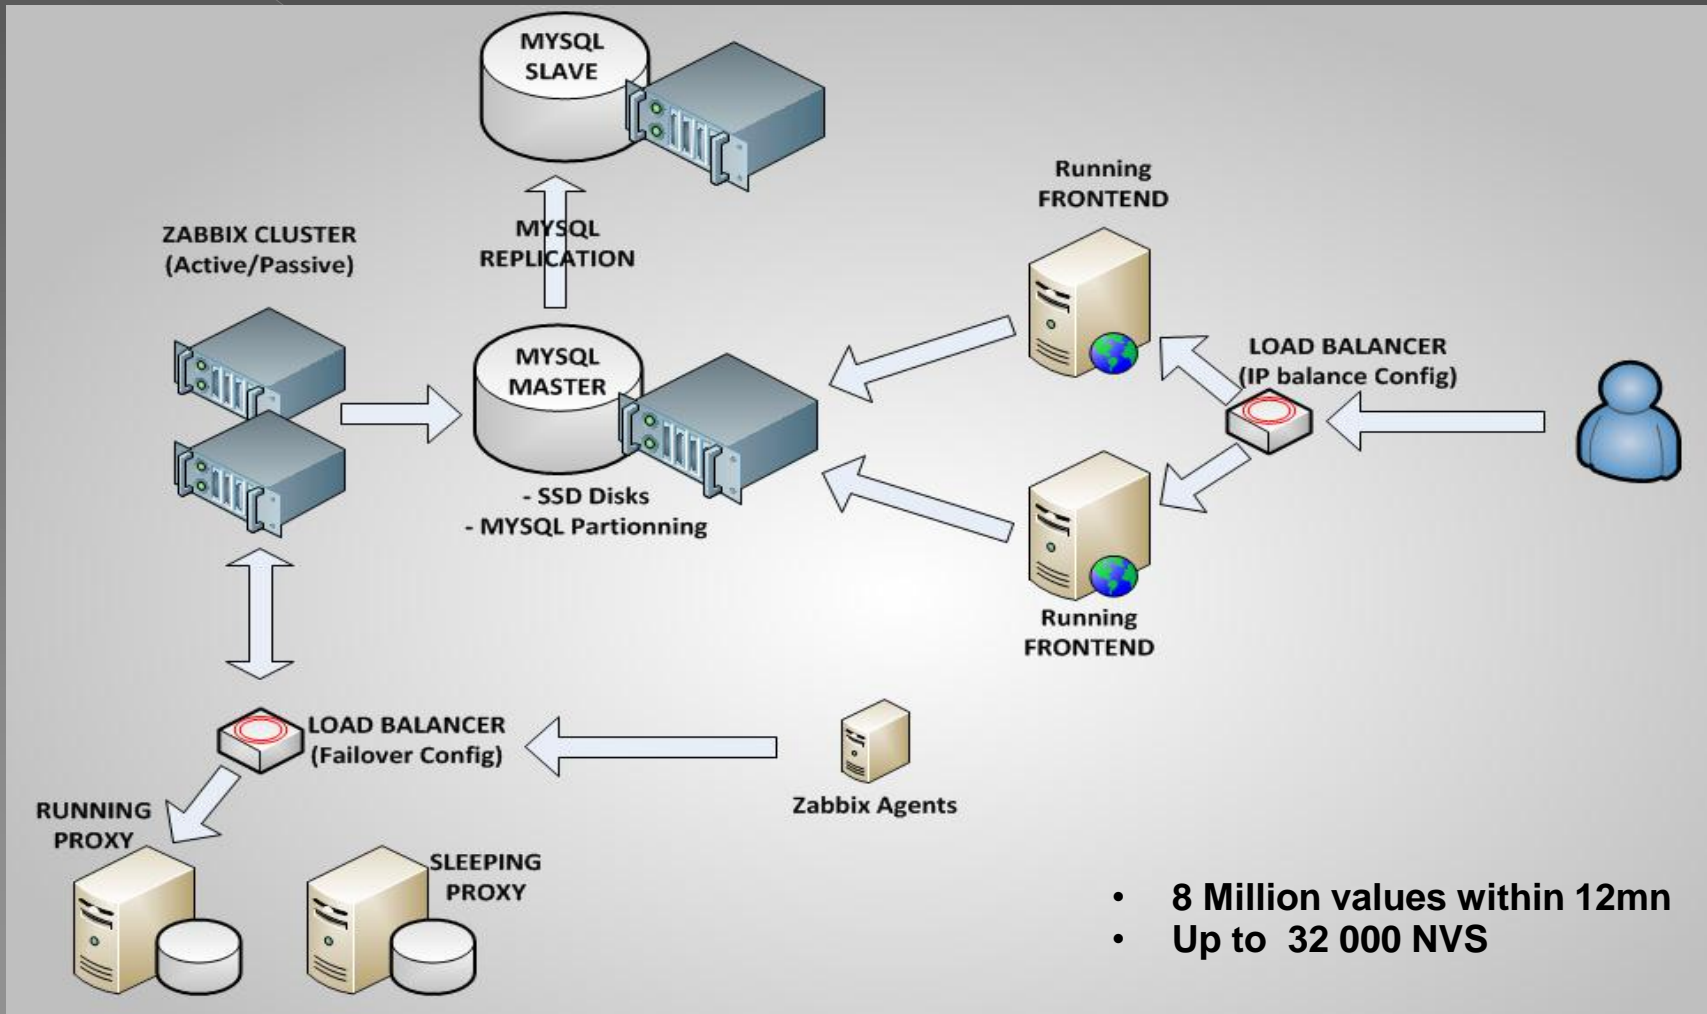 MYSQL
SLAVE
Running
FRONTEND
ZABBIX CLUSTER
(Active/Passive)
MYSQL
REPLICATION
LOAD BALANCER
(IP balance Config)
MYSQL
MASTER
- SSD Disks
- MYSQL Partionning
Running
FRONTEND
LOAD BALANCER
(Failover Config)
Zabbix Agents
RUNNING
PROXY
SLEEPING
PROXY
• 8 Million values within 12mn
• Up to 32 000 NVS